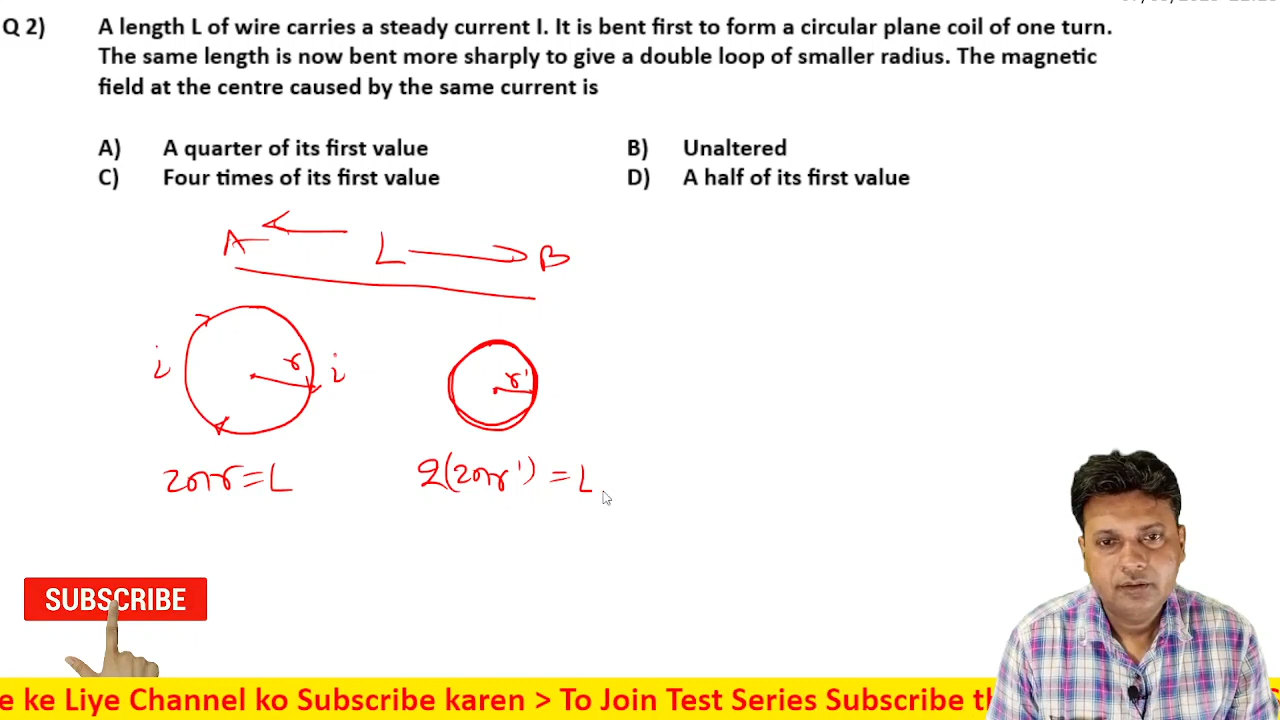 Q 2) A length L of wire carries a steady current I. It is bent first to form a circular plane coil of one turn.
The same length is now bent more sharply to give a double loop of smaller radius. The magnetic
field at the centre caused by the same current is
A) A quarter of its first value B) Unaltered
C) Four times of its first value D) A half of its first value
A L B
i r i r'
2πr = L 2(2πr') = L
SUBSCRIBE
e ke Liye Channel ko Subscribe karen > To Join Test Series Subscribe th